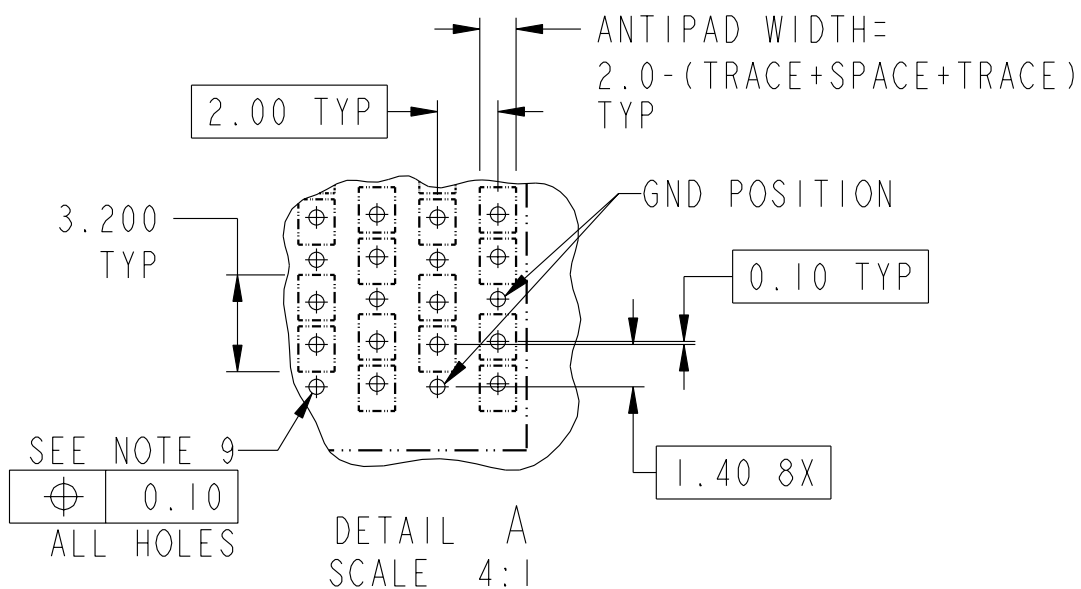 ANTIPAD WIDTH=
2.0-(TRACE+SPACE+TRACE)
TYP
2.00 TYP
GND POSITION
3.200
TYP
0.10 TYP
SEE NOTE 9
⌖ 0.10
ALL HOLES
1.40 8X
DETAIL A
SCALE 4:1